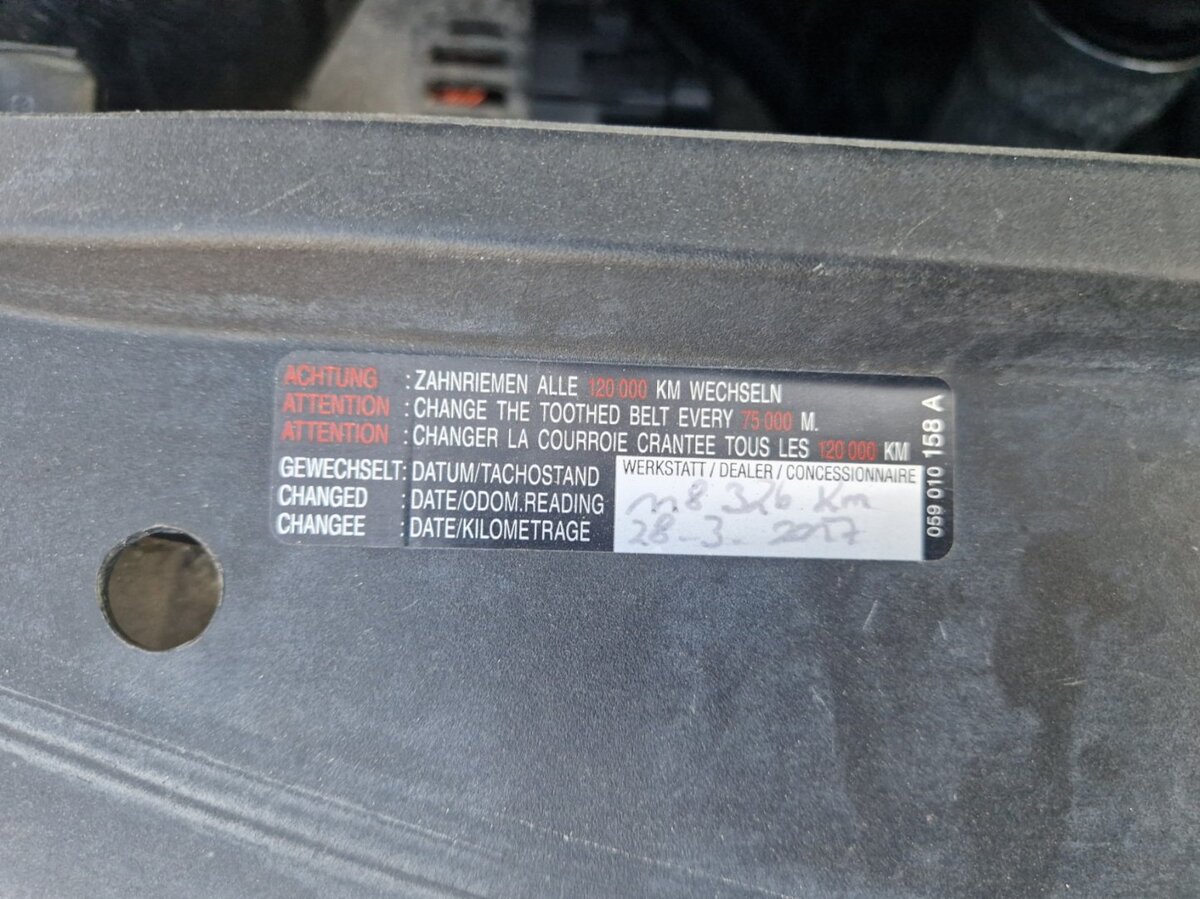 ACHTUNG : ZAHNRIEMEN ALLE 120 000 KM WECHSELN
ATTENTION : CHANGE THE TOOTHED BELT EVERY 75 000 M.
ATTENTION : CHANGER LA COURROIE CRANTEE TOUS LES 120 000 KM
GEWECHSELT: DATUM/TACHOSTAND
CHANGED : DATE/ODOM.READING
CHANGEE : DATE/KILOMETRAGE
WERKSTATT / DEALER / CONCESSIONNAIRE
326 Km
28-3-2017
059 010 158 A